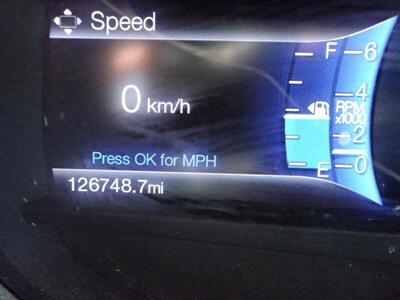 Speed
0 km/h
Press OK for MPH
126748.7mi
F
E
6
4
RPM
x1000
2
0